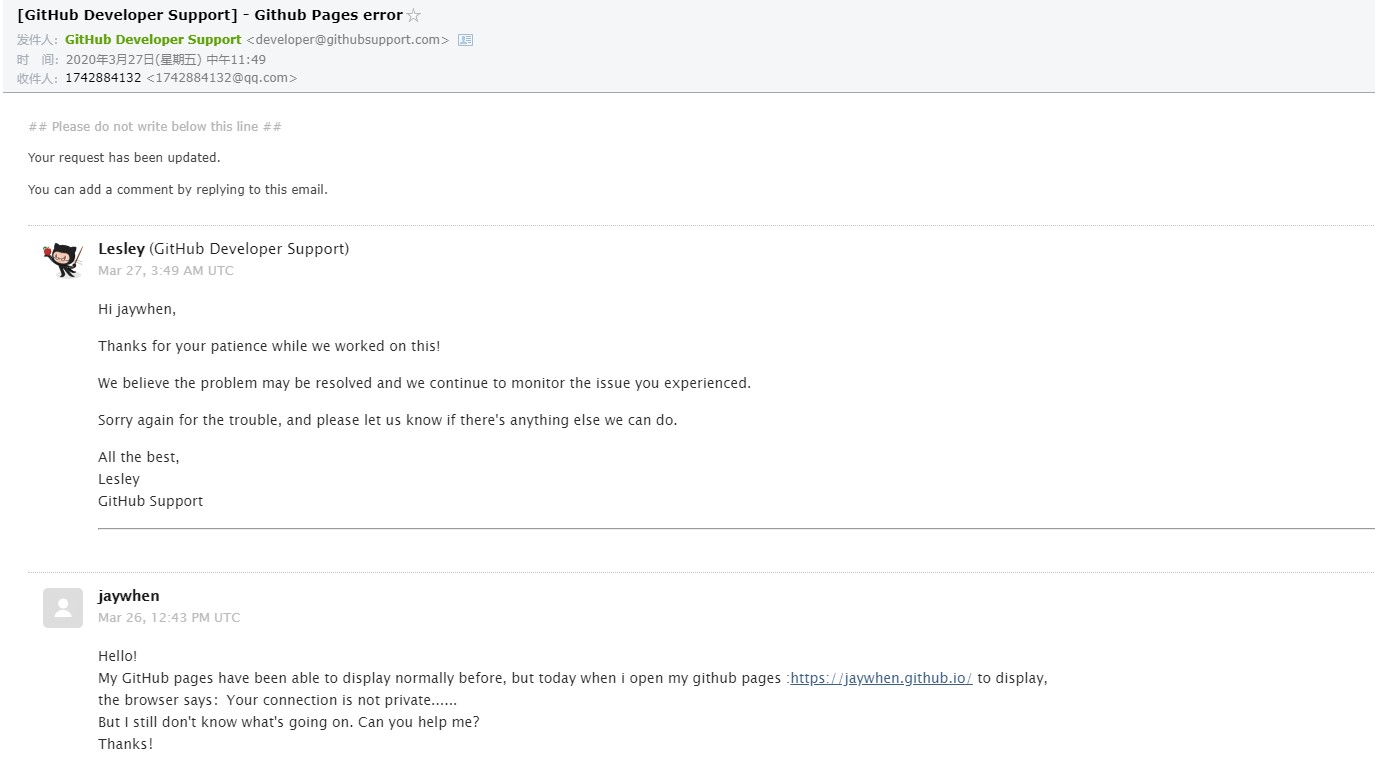 [GitHub Developer Support] - Github Pages error
发件人: GitHub Developer Support <developer@githubsupport.com>
时 间: 2020年3月27日(星期五) 中午11:49
收件人: 1742884132 <1742884132@qq.com>
## Please do not write below this line ##
Your request has been updated.
You can add a comment by replying to this email.
Lesley (GitHub Developer Support)
Mar 27, 3:49 AM UTC
Hi jaywhen,
Thanks for your patience while we worked on this!
We believe the problem may be resolved and we continue to monitor the issue you experienced.
Sorry again for the trouble, and please let us know if there's anything else we can do.
All the best,
Lesley
GitHub Support
jaywhen
Mar 26, 12:43 PM UTC
Hello!
My GitHub pages have been able to display normally before, but today when i open my github pages :https://jaywhen.github.io/ to display,
the browser says：Your connection is not private......
But I still don't know what's going on. Can you help me?
Thanks!